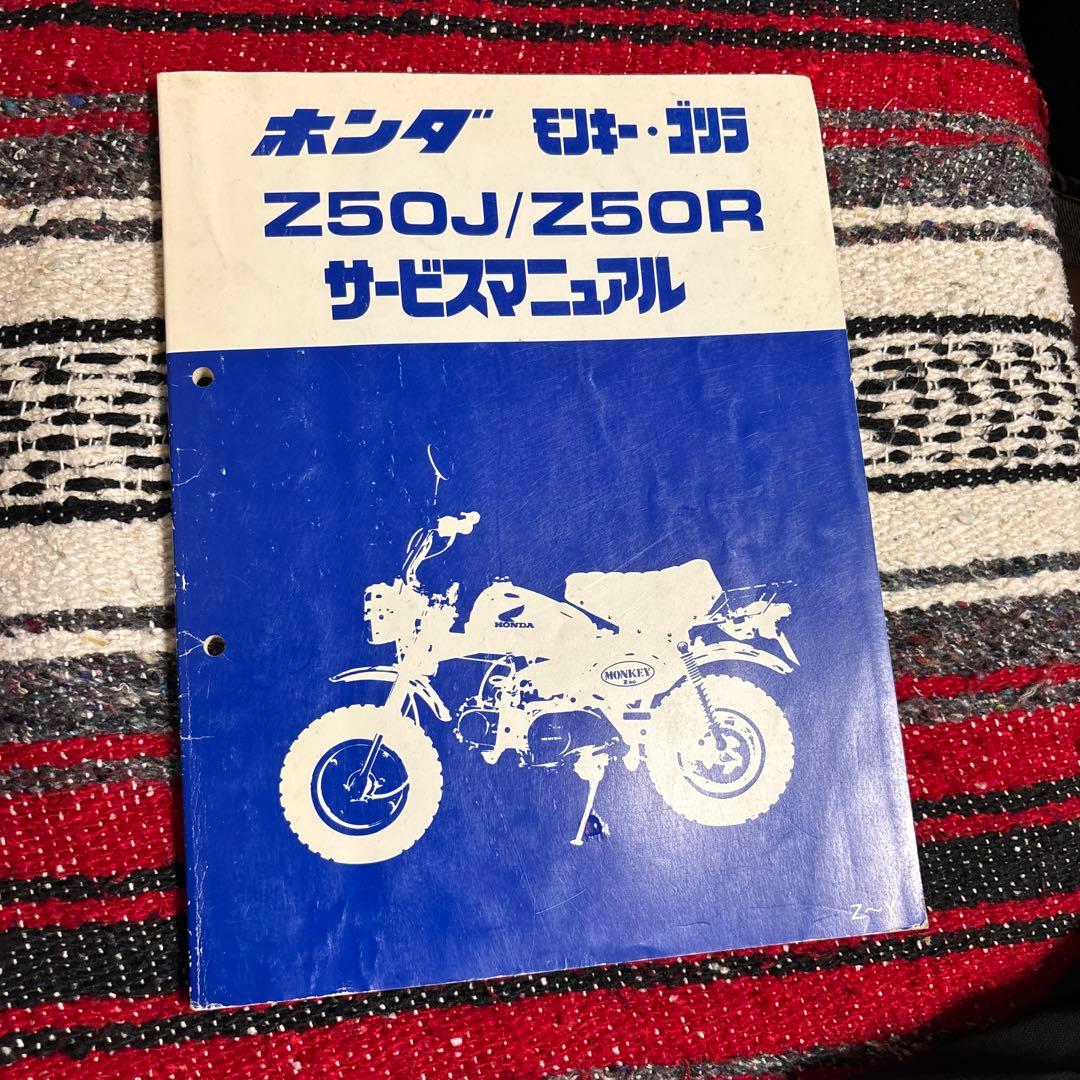 ホンダ モンキー・ゴリラ
Z50J/Z50R
サービスマニュアル
HONDA
MONKEY
Z50
Z〜Y